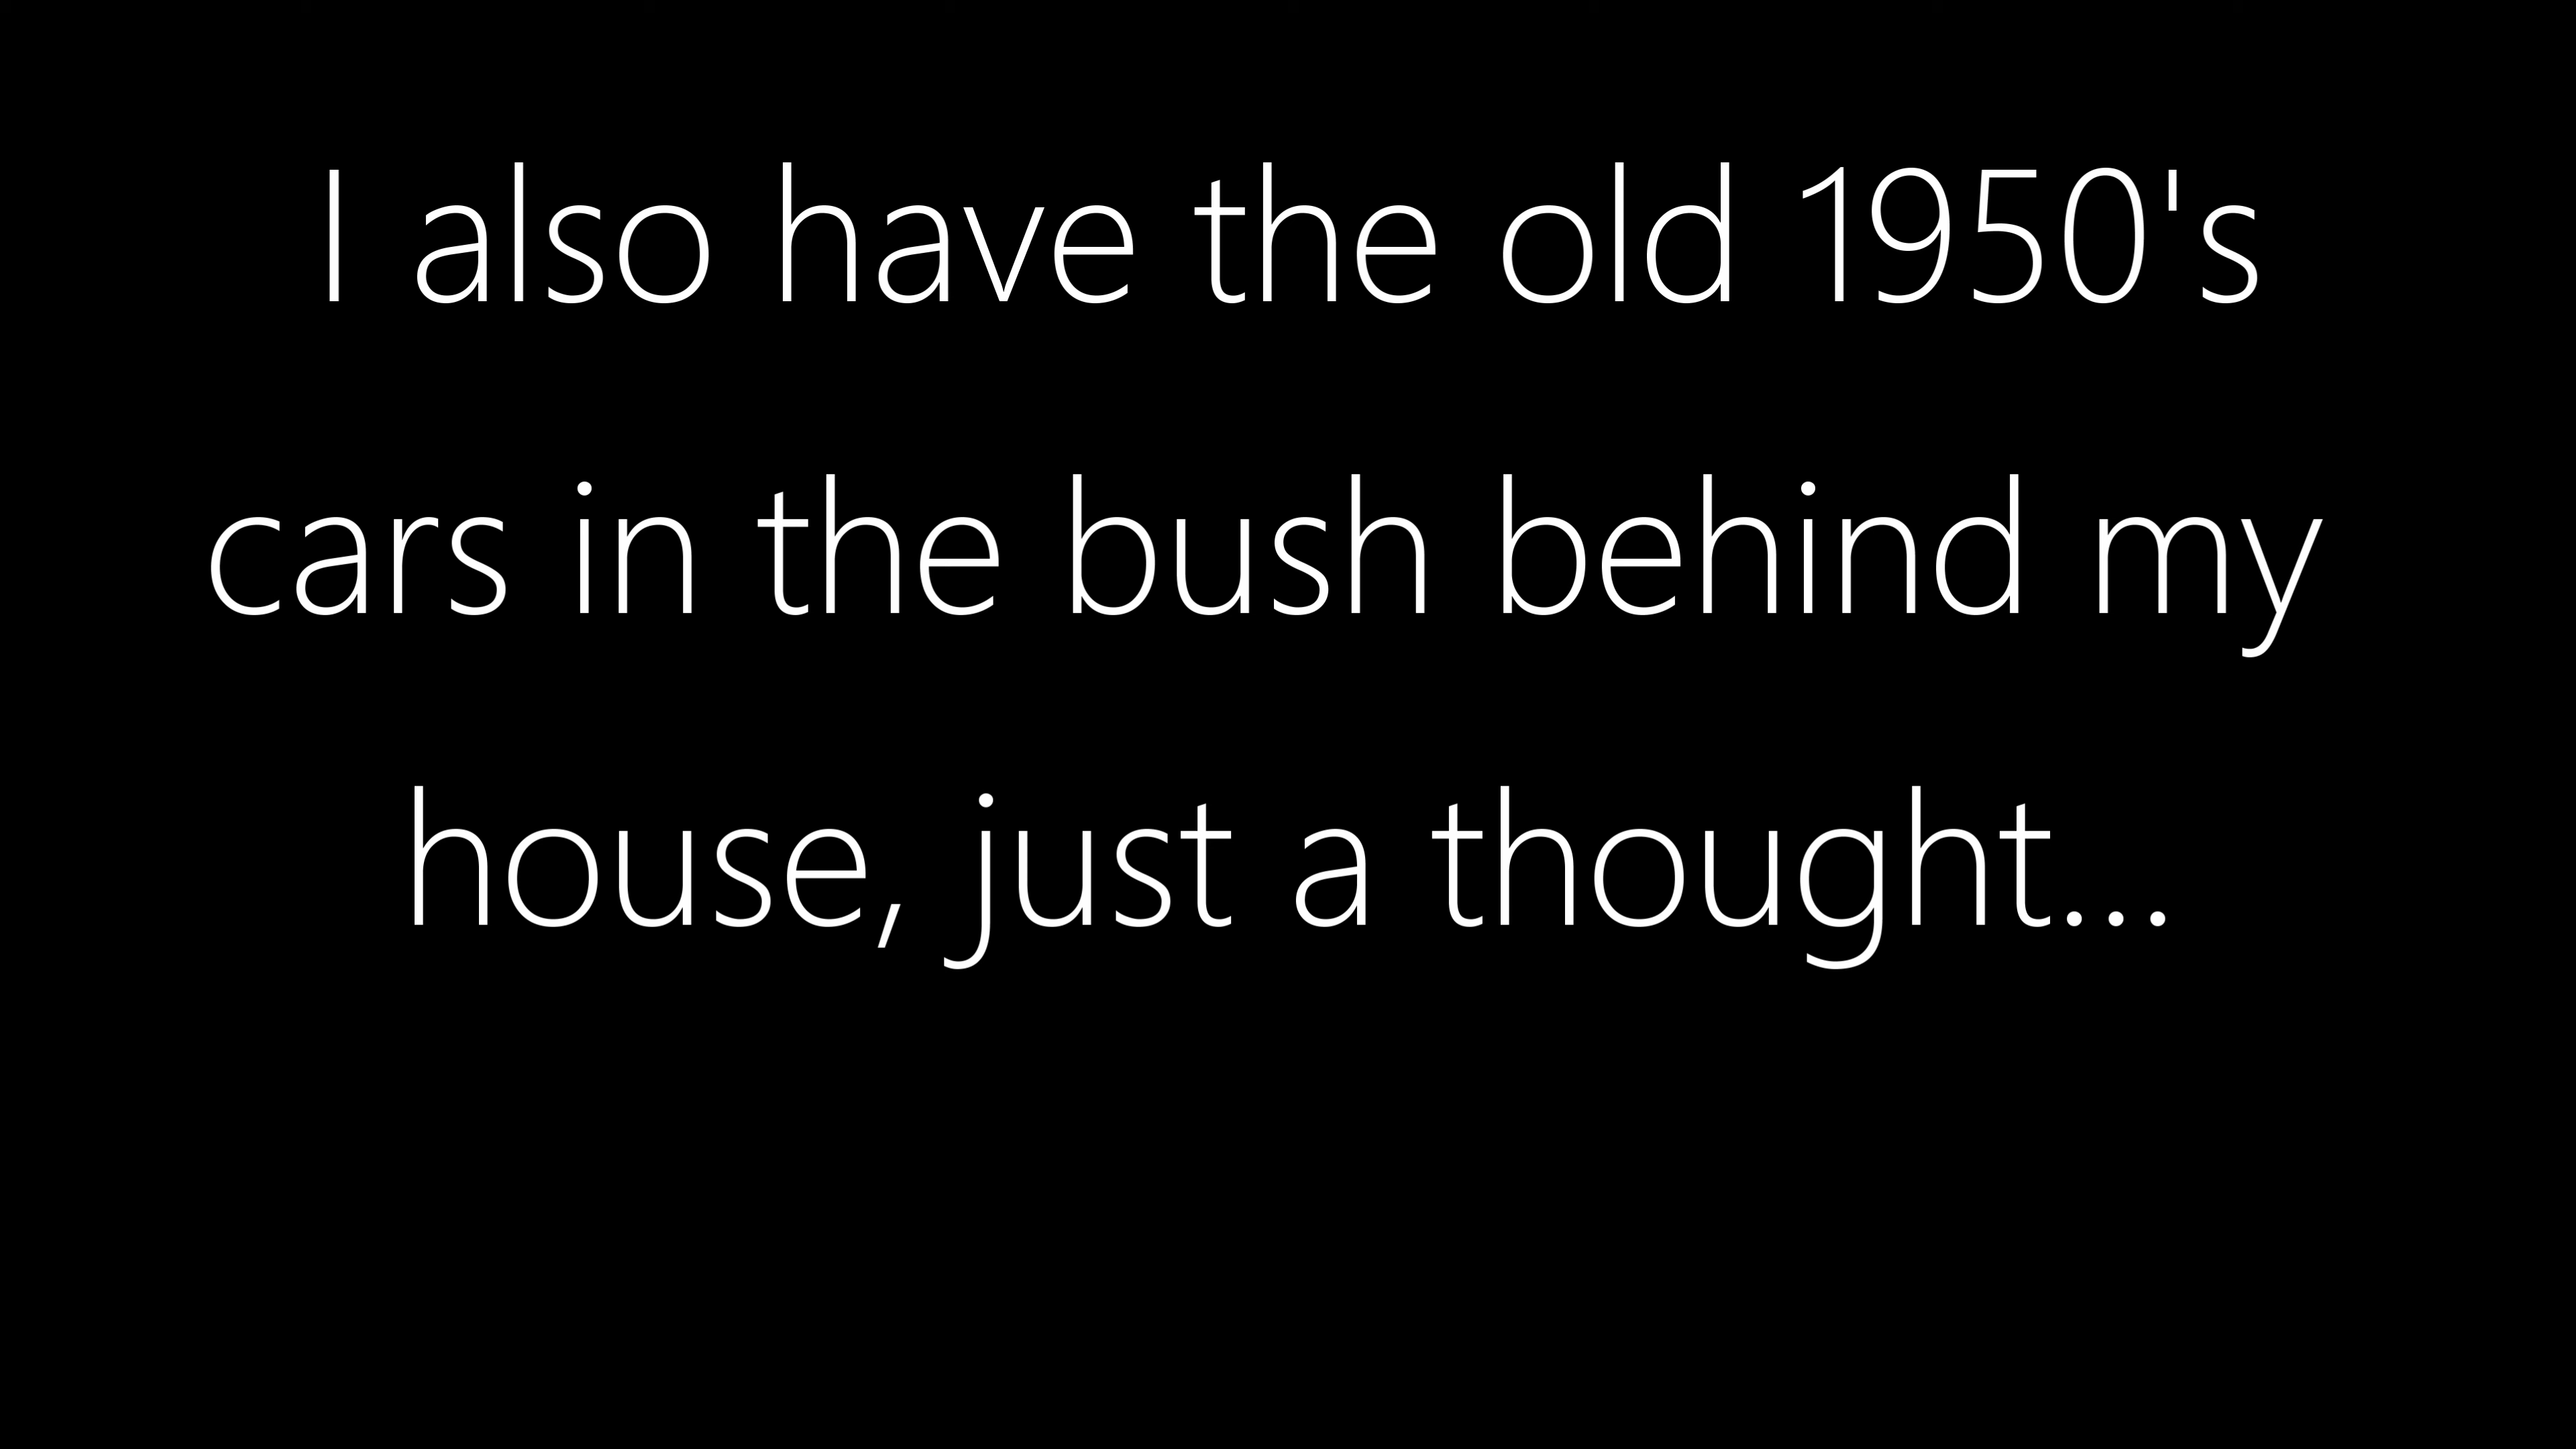 I also have the old 1950's
cars in the bush behind my
house, just a thought...